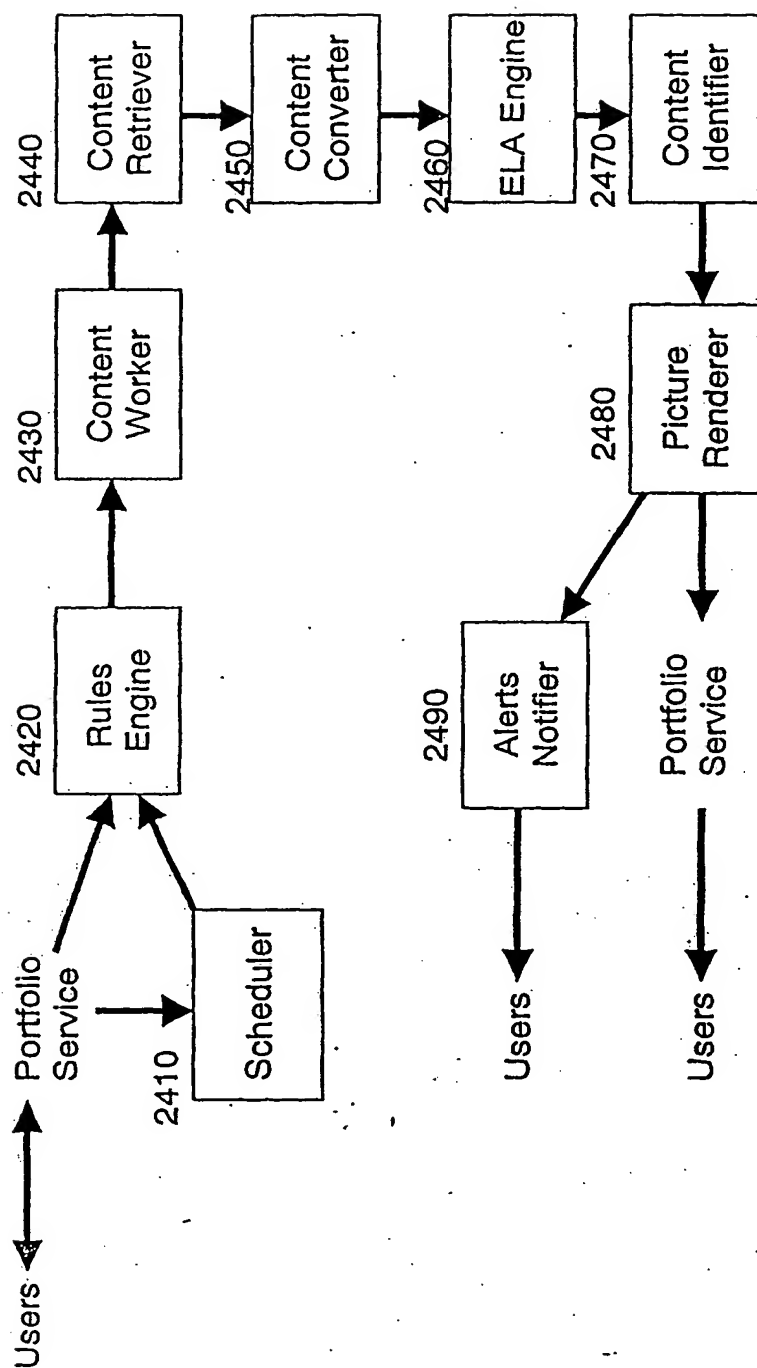 Users
Portfolio
Service
2410
Scheduler
2420
Rules
Engine
2430
Content
Worker
2440
Content
Retriever
2450
Content
Converter
2460
ELA Engine
2470
Content
Identifier
2480
Picture
Renderer
2490
Alerts
Notifier
Users
Portfolio
Service
Users